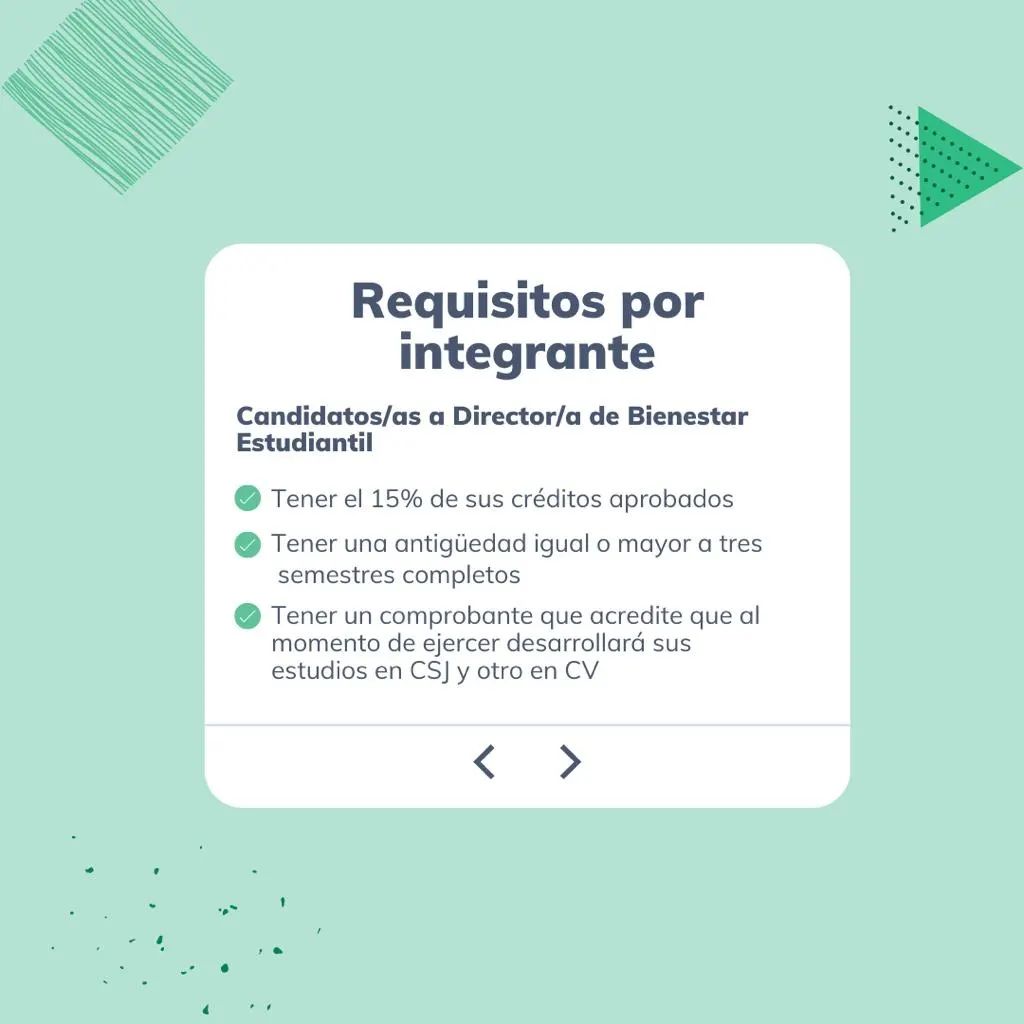 Requisitos por
integrante
Candidatos/as a Director/a de Bienestar
Estudiantil
Tener el 15% de sus créditos aprobados
Tener una antigüedad igual o mayor a tres
semestres completos
Tener un comprobante que acredite que al
momento de ejercer desarrollará sus
estudios en CSJ y otro en CV